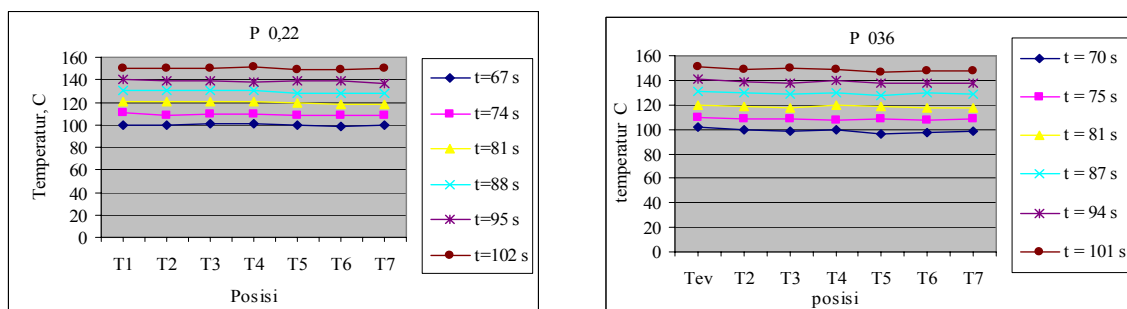 P 0,22
Temperatur, C
160
140
120
100
80
60
40
20
0
T1 T2 T3 T4 T5 T6 T7
Posisi
t=67 s
t=74 s
t=81 s
t=88 s
t=95 s
t=102 s
P 036
temperatur C
160
140
120
100
80
60
40
20
0
Tev T2 T3 T4 T5 T6 T7
posisi
t = 70 s
t = 75 s
t = 81 s
t = 87 s
t = 94 s
t = 101 s